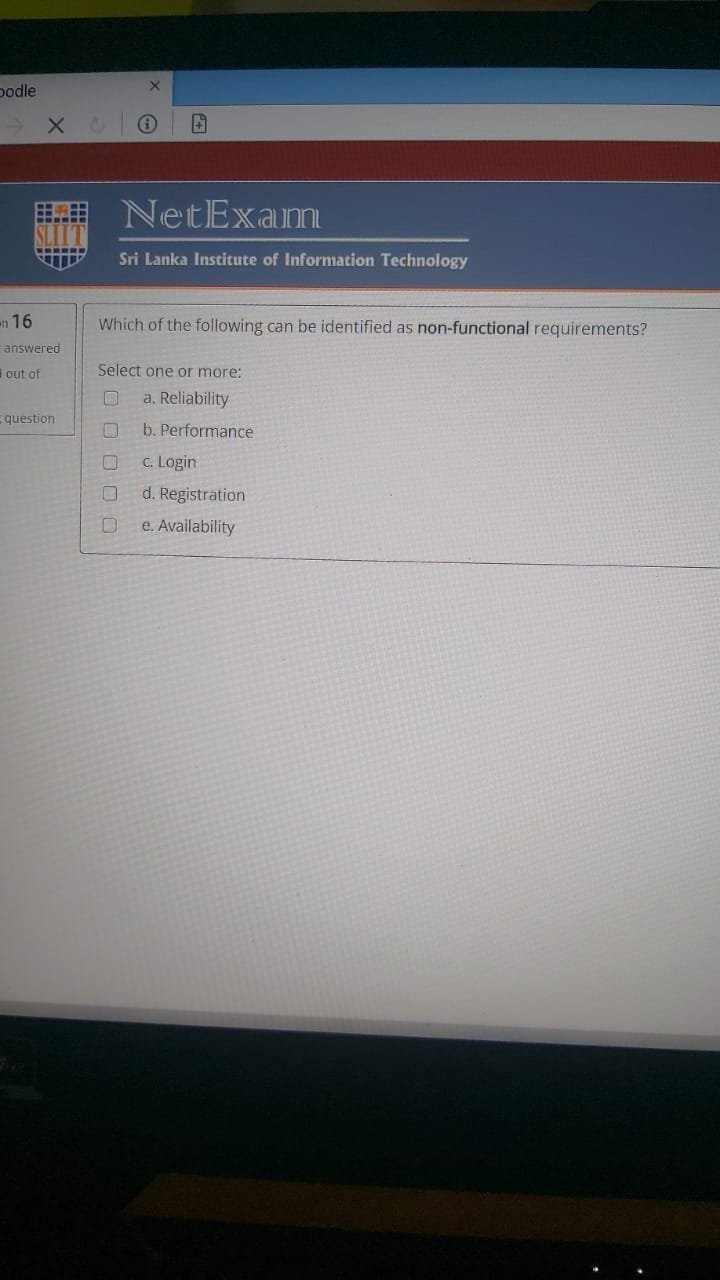 oodle
NetExam
SLIIT
Sri Lanka Institute of Information Technology
16
answered
out of
question
Which of the following can be identified as non-functional requirements?
Select one or more:
a. Reliability
b. Performance
c. Login
d. Registration
e. Availability